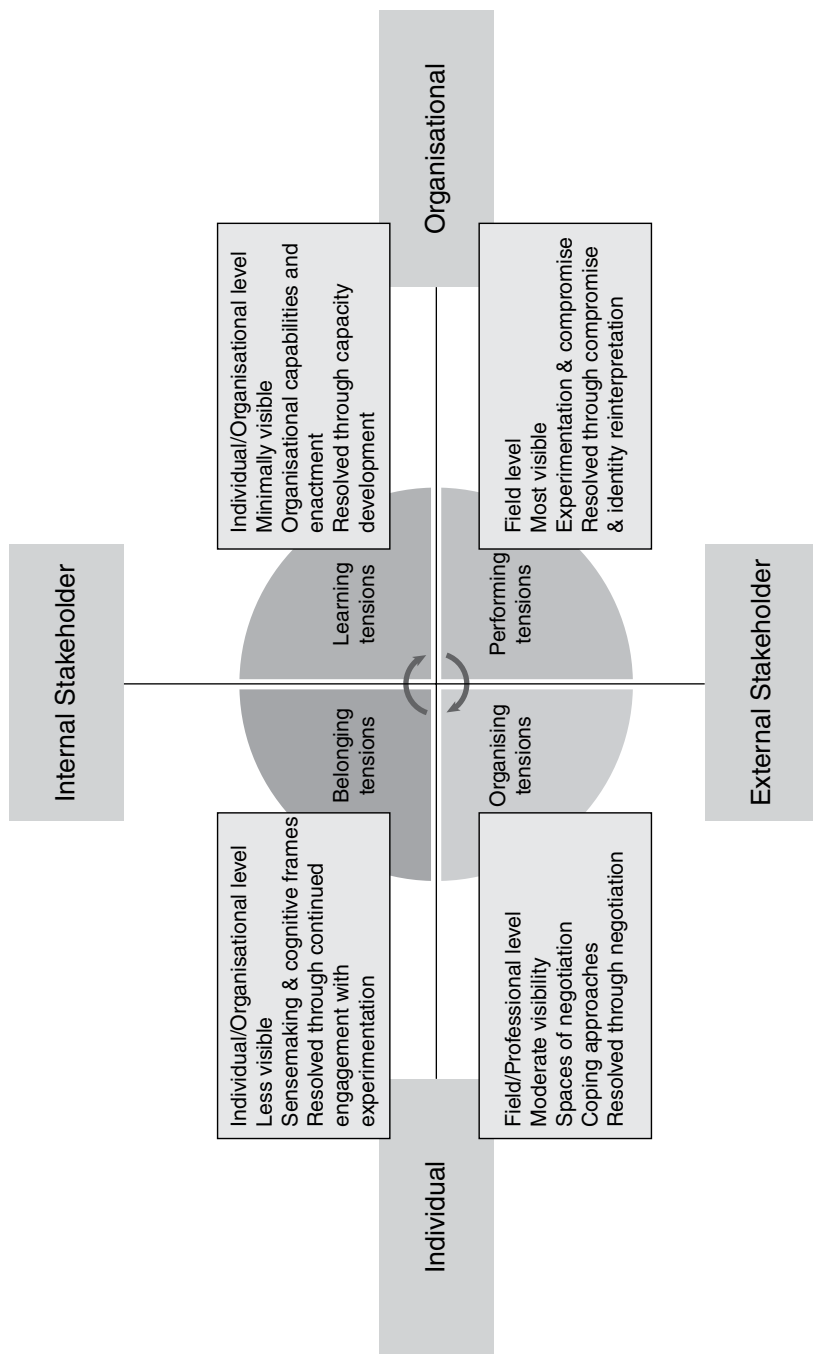 Internal Stakeholder
Individual/Organisational level
Less visible
Sensemaking & cognitive frames
Resolved through continued
engagement with
experimentation
Belonging
tensions
Learning
tensions
Individual/Organisational level
Minimally visible
Organisational capabilities and
enactment
Resolved through capacity
development
Individual
Organisational
Field/Professional level
Moderate visibility
Spaces of negotiation
Coping approaches
Resolved through negotiation
Organising
tensions
Performing
tensions
Field level
Most visible
Experimentation & compromise
Resolved through compromise
& identity reinterpretation
External Stakeholder